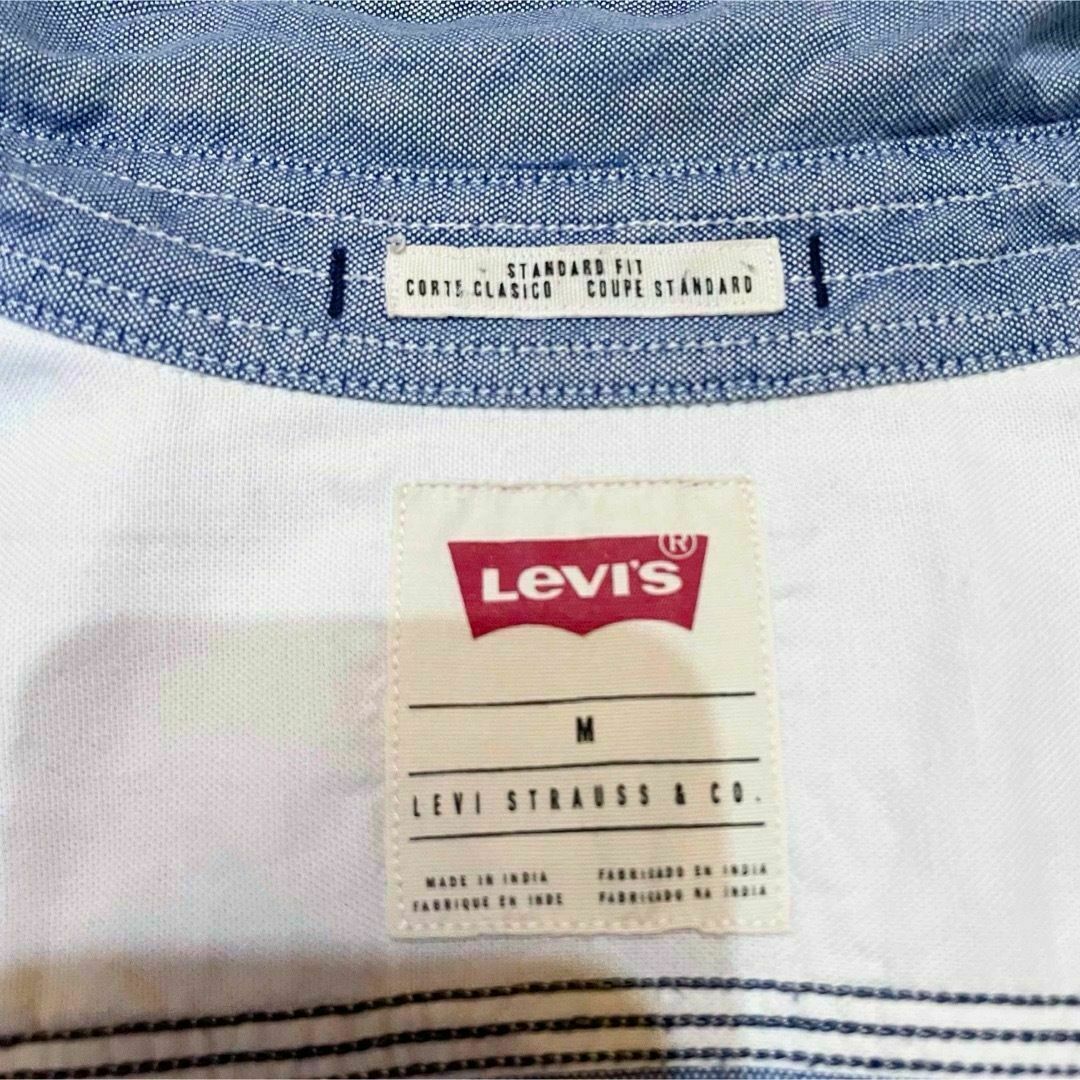 STANDARD FIT
CORTE CLASICO COUPE STANDARD
LEVI'S ®
M
LEVI STRAUSS & CO.
MADE IN INDIA FABRICADO EN INDIA
FABRIQUE EN INDE FABRICADO NA INDIA